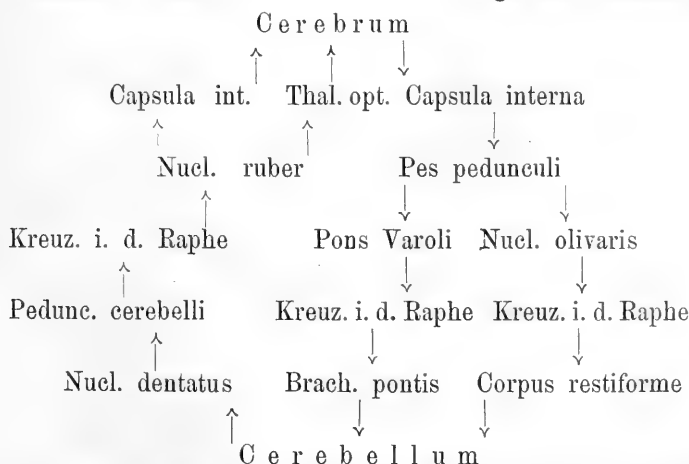 Cerebrum
Capsula int. Thal. opt. Capsula interna
Nucl. ruber Pes pedunculi
Kreuz. i. d. Raphe Pons Varoli Nucl. olivaris
Pedunc. cerebelli Kreuz. i. d. Raphe Kreuz. i. d. Raphe
Nucl. dentatus Brach. pontis Corpus restiforme
Cerebellum